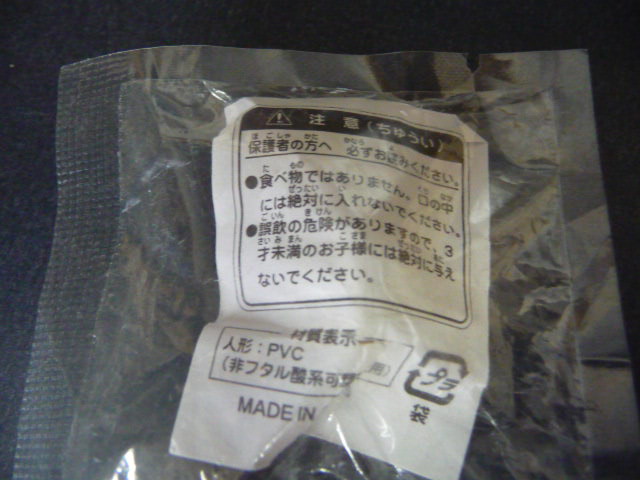 注意(ちゅうい)
保護者の方へ 必ずお読みください。
●食べ物ではありません。口の中
には絶対に入れないでください。
●誤飲の危険がありますので、3
才未満のお子様には絶対に与え
ないでください。
材質表示
人形:PVC
(非フタル酸系可 用)
プラ
袋
MADE IN